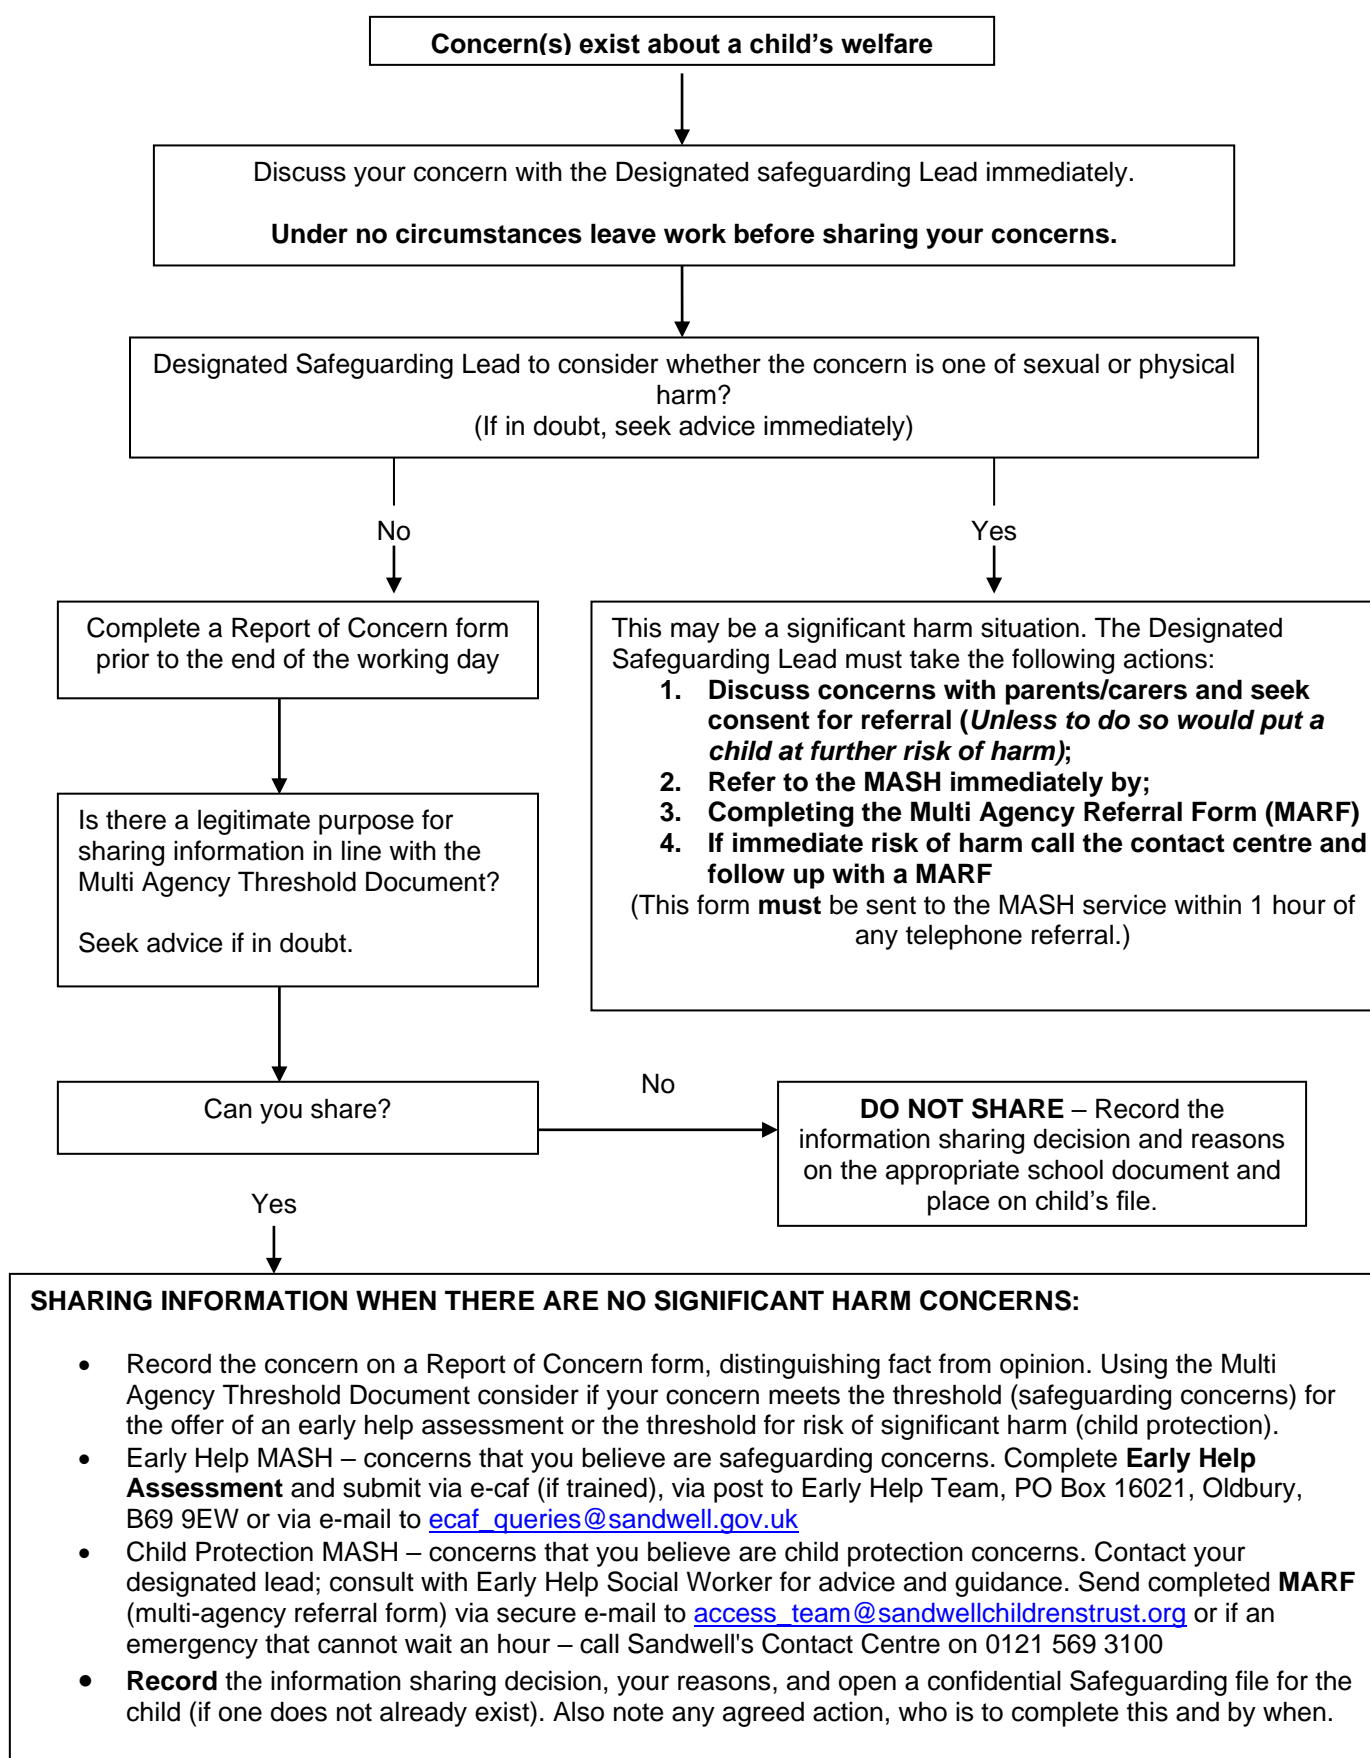 Concern(s) exist about a child's welfare
Discuss your concern with the Designated safeguarding Lead immediately.
Under no circumstances leave work before sharing your concerns.
Designated Safeguarding Lead to consider whether the concern is one of sexual or physical
harm?
(If in doubt, seek advice immediately)
No
Yes
Complete a Report of Concern form
prior to the end of the working day
This may be a significant harm situation. The Designated
Safeguarding Lead must take the following actions:
1. Discuss concerns with parents/carers and seek
consent for referral (Unless to do so would put a
child at further risk of harm);
2. Refer to the MASH immediately by;
3. Completing the Multi Agency Referral Form (MARF)
4. If immediate risk of harm call the contact centre and
follow up with a MARF
(This form must be sent to the MASH service within 1 hour of
any telephone referral.)
Is there a legitimate purpose for
sharing information in line with the
Multi Agency Threshold Document?
Seek advice if in doubt.
Can you share?
No
DO NOT SHARE – Record the
information sharing decision and reasons
on the appropriate school document and
place on child's file.
Yes
SHARING INFORMATION WHEN THERE ARE NO SIGNIFICANT HARM CONCERNS:
• Record the concern on a Report of Concern form, distinguishing fact from opinion. Using the Multi
Agency Threshold Document consider if your concern meets the threshold (safeguarding concerns) for
the offer of an early help assessment or the threshold for risk of significant harm (child protection).
• Early Help MASH – concerns that you believe are safeguarding concerns. Complete Early Help
Assessment and submit via e-caf (if trained), via post to Early Help Team, PO Box 16021, Oldbury,
B69 9EW or via e-mail to ecaf_queries@sandwell.gov.uk
• Child Protection MASH – concerns that you believe are child protection concerns. Contact your
designated lead; consult with Early Help Social Worker for advice and guidance. Send completed MARF
(multi-agency referral form) via secure e-mail to access_team@sandwellchildrenstrust.org or if an
emergency that cannot wait an hour – call Sandwell's Contact Centre on 0121 569 3100
• Record the information sharing decision, your reasons, and open a confidential Safeguarding file for the
child (if one does not already exist). Also note any agreed action, who is to complete this and by when.